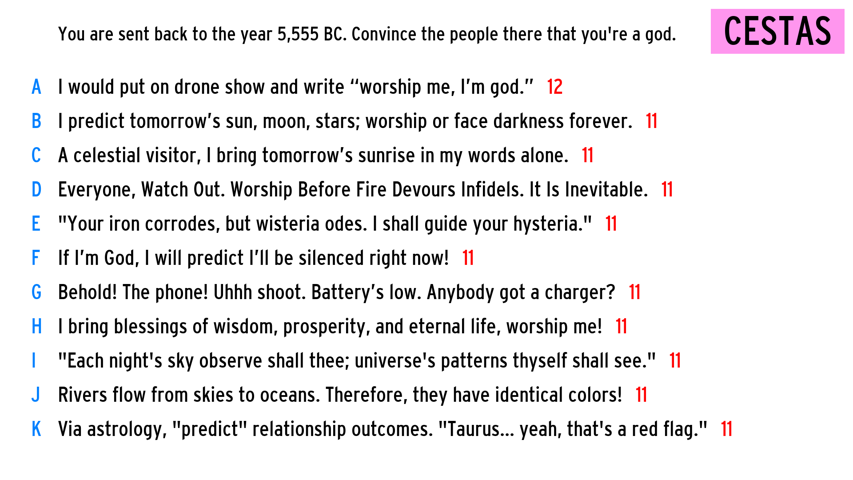 You are sent back to the year 5,555 BC. Convince the people there that you're a god.
CESTAS
A I would put on drone show and write “worship me, I’m god.” 12
B I predict tomorrow’s sun, moon, stars; worship or face darkness forever. 11
C A celestial visitor, I bring tomorrow’s sunrise in my words alone. 11
D Everyone, Watch Out. Worship Before Fire Devours Infidels. It Is Inevitable. 11
E "Your iron corrodes, but wisteria odes. I shall guide your hysteria." 11
F If I’m God, I will predict I’ll be silenced right now! 11
G Behold! The phone! Uhhh shoot. Battery’s low. Anybody got a charger? 11
H I bring blessings of wisdom, prosperity, and eternal life, worship me! 11
I "Each night's sky observe shall thee; universe's patterns thyself shall see." 11
J Rivers flow from skies to oceans. Therefore, they have identical colors! 11
K Via astrology, "predict" relationship outcomes. "Taurus... yeah, that's a red flag." 11